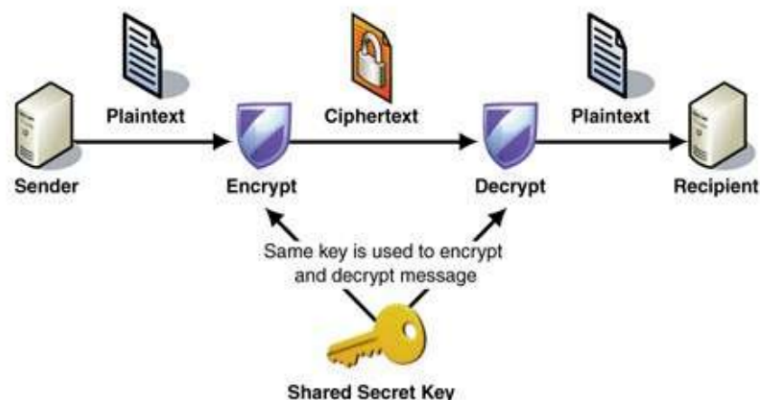 Plaintext
Ciphertext
Plaintext
Sender
Encrypt
Decrypt
Recipient
Same key is used to encrypt
and decrypt message
Shared Secret Key